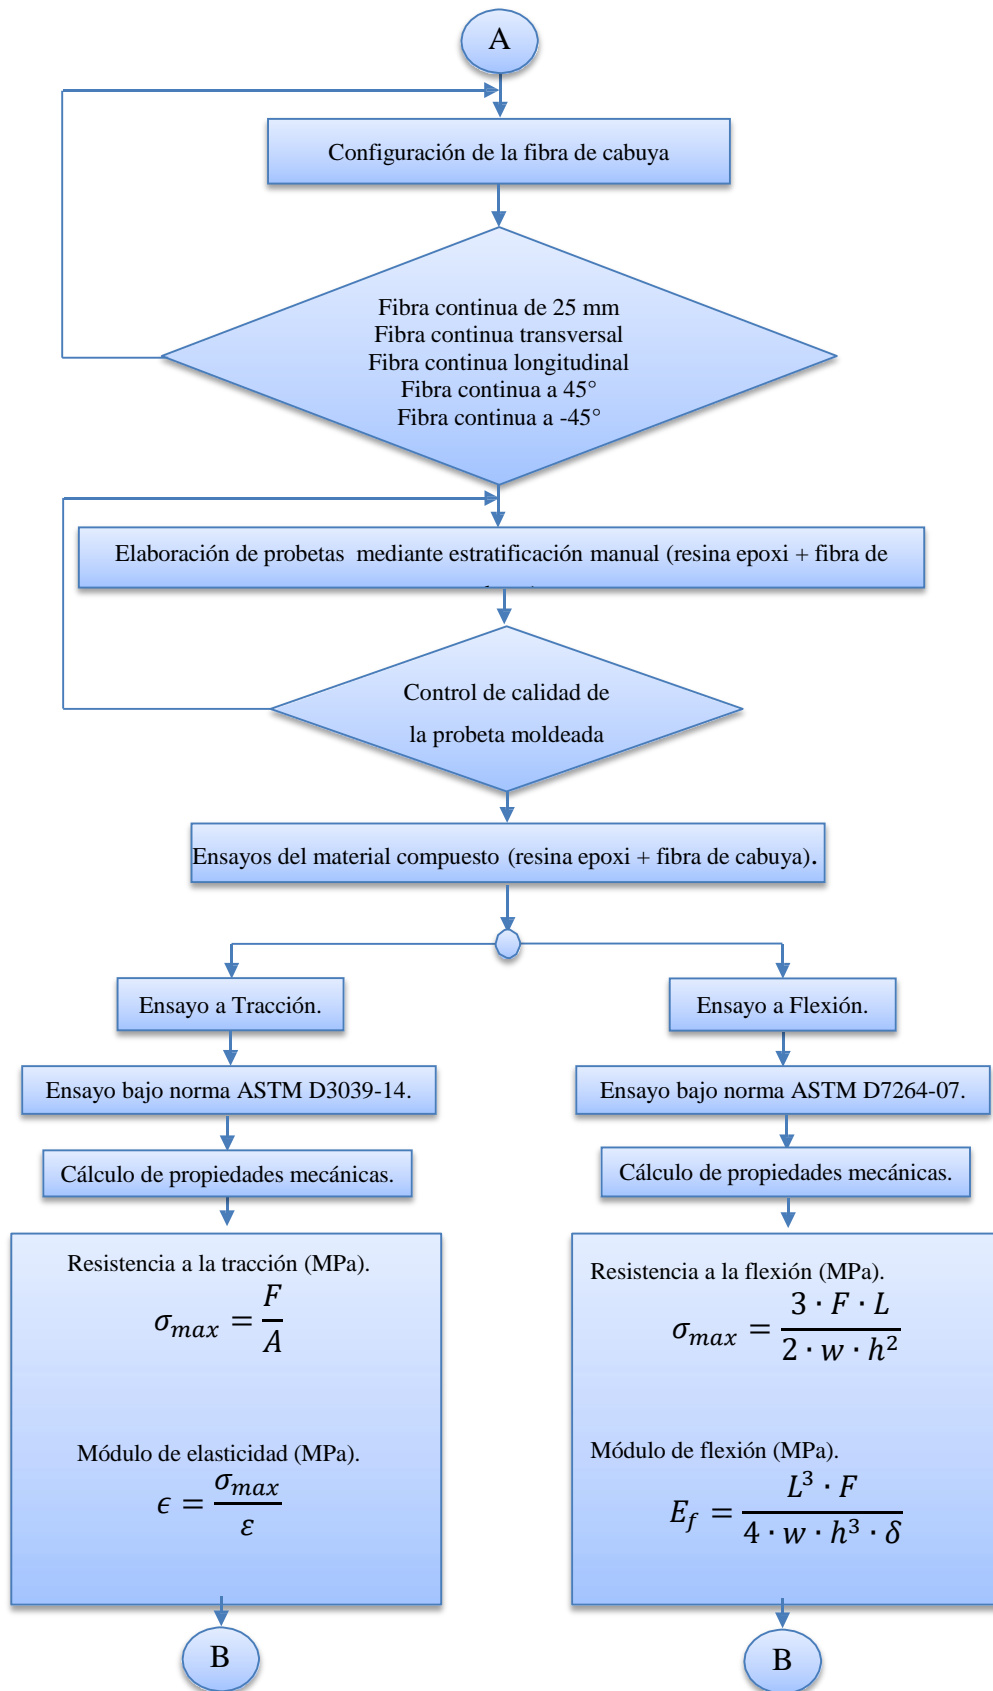 A
Configuración de la fibra de cabuya
Fibra continua de 25 mm
Fibra continua transversal
Fibra continua longitudinal
Fibra continua a 45°
Fibra continua a -45°
Elaboración de probetas mediante estratificación manual (resina epoxi + fibra de
Control de calidad de
la probeta moldeada
Ensayos del material compuesto (resina epoxi + fibra de cabuya).
Ensayo a Tracción.
Ensayo a Flexión.
Ensayo bajo norma ASTM D3039-14.
Ensayo bajo norma ASTM D7264-07.
Cálculo de propiedades mecánicas.
Cálculo de propiedades mecánicas.
Resistencia a la tracción (MPa).
σ_max = F/A
Módulo de elasticidad (MPa).
ϵ = σ_max/ε
Resistencia a la flexión (MPa).
σ_max = (3 · F · L)/(2 · w · h²)
Módulo de flexión (MPa).
E_f = (L³ · F)/(4 · w · h³ · δ)
B
B